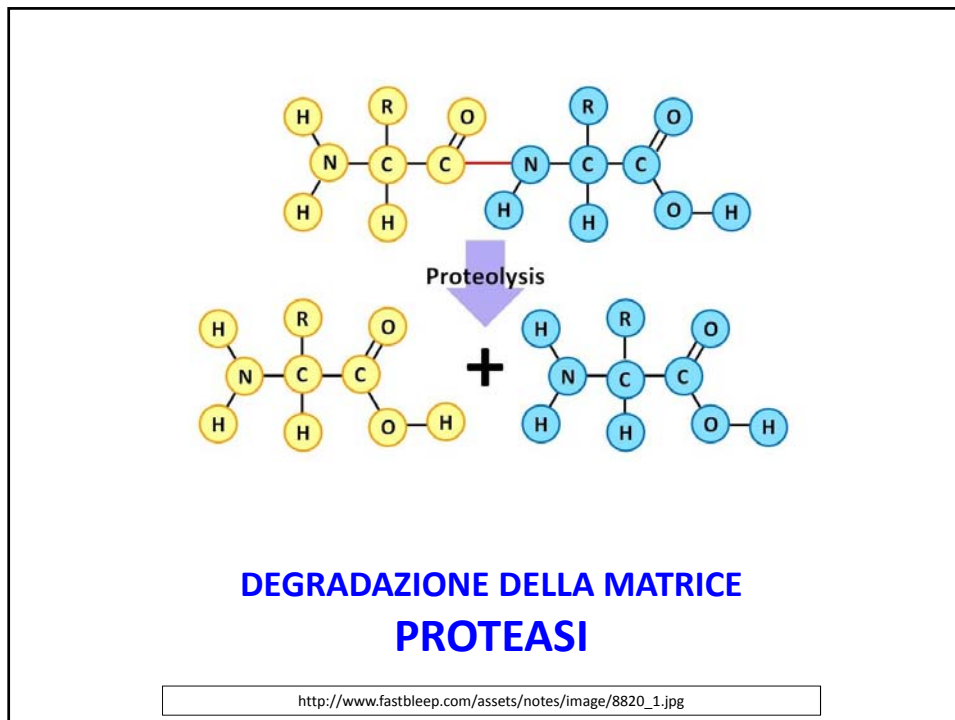 H R O R O
N C C N C C
H H H H O H
Proteolysis
H R O H R O
N C C + N C C
H H O H H H O H
DEGRADAZIONE DELLA MATRICE
PROTEASI
http://www.fastbleep.com/assets/notes/image/8820_1.jpg